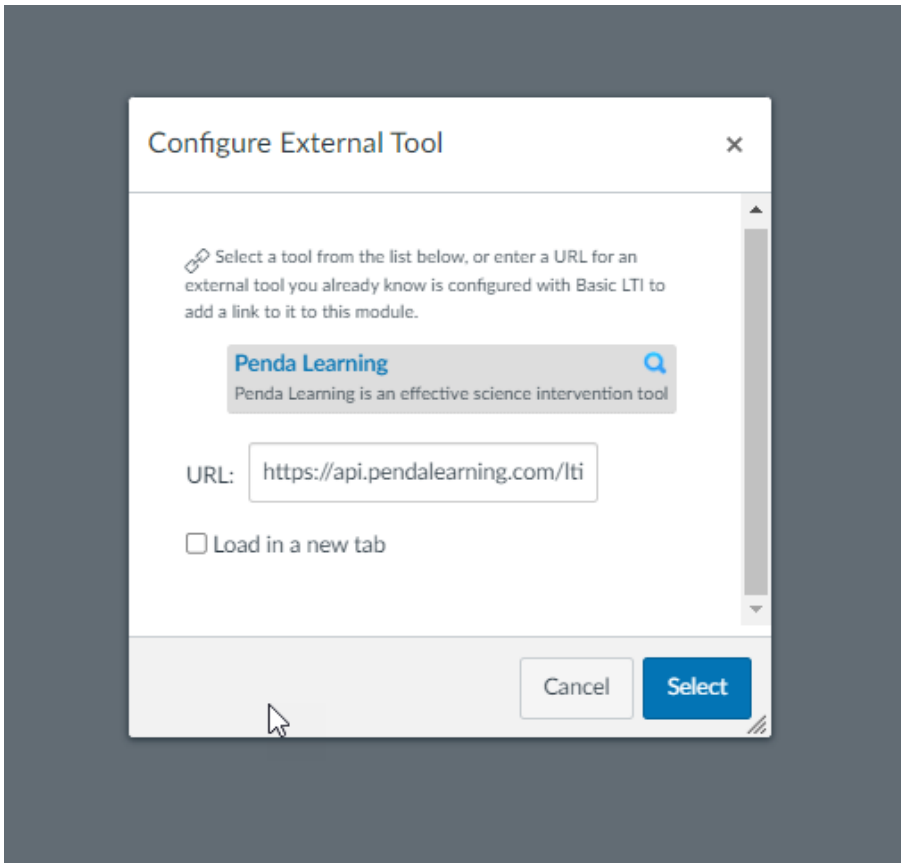 Configure External Tool
Select a tool from the list below, or enter a URL for an
external tool you already know is configured with Basic LTI to
add a link to it to this module.
Penda Learning
Penda Learning is an effective science intervention tool
URL: https://api.pendalearning.com/lti
Load in a new tab
Cancel Select